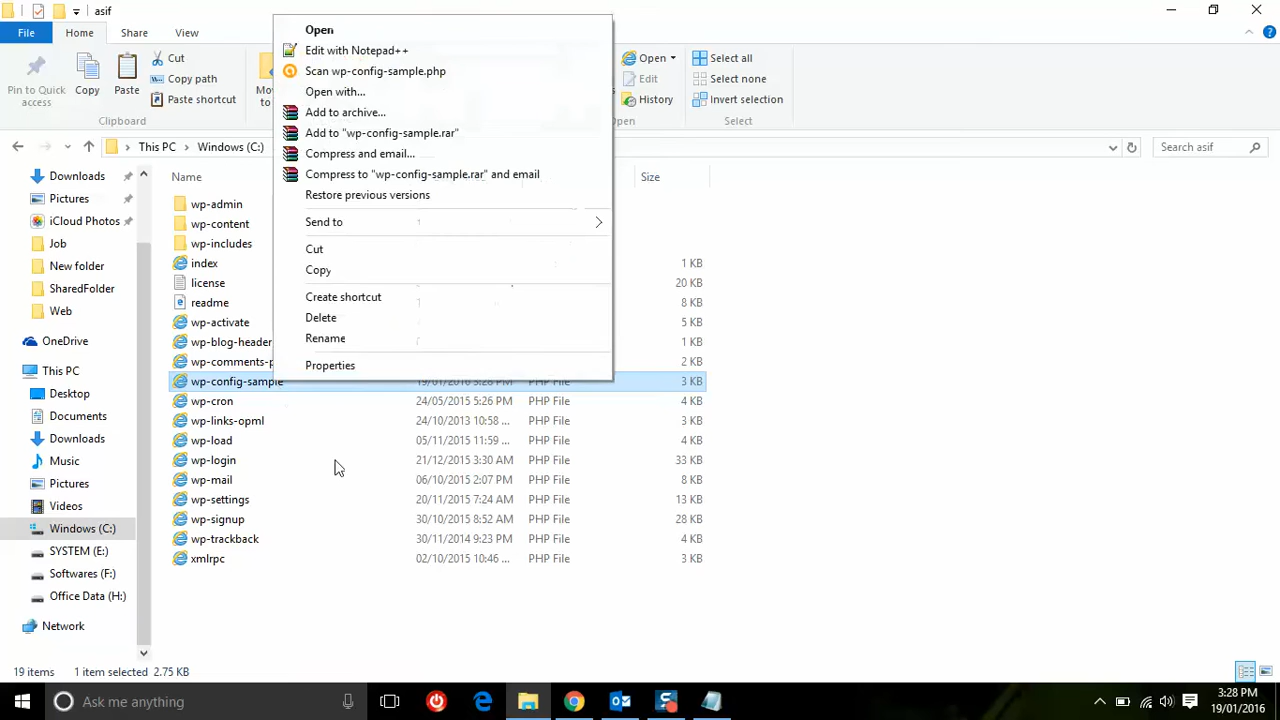 asif
File
Home
Share
View
Pin to Quick access
Copy
Paste
Cut
Copy path
Paste shortcut
Clipboard
Mov
to
Open
Edit
History
Open
Select all
Select none
Invert selection
Select
This PC
Windows (C:)
Search asif
Open
Edit with Notepad++
Scan wp-config-sample.php
Open with...
Add to archive...
Add to "wp-config-sample.rar"
Compress and email...
Compress to "wp-config-sample.rar" and email
Restore previous versions
Send to
Cut
Copy
Create shortcut
Delete
Rename
Properties
Downloads
Pictures
iCloud Photos
Job
New folder
SharedFolder
Web
OneDrive
This PC
Desktop
Documents
Downloads
Music
Pictures
Videos
Windows (C:)
SYSTEM (E:)
Softwares (F:)
Office Data (H:)
Network
Name Size
wp-admin
wp-content
wp-includes
index 1 KB
license 20 KB
readme 8 KB
wp-activate 5 KB
wp-blog-header 1 KB
wp-comments-p 2 KB
wp-config-sample 19/01/2016 3:28 PM PHP File 3 KB
wp-cron 24/05/2015 5:26 PM PHP File 4 KB
wp-links-opml 24/10/2013 10:58 ... PHP File 3 KB
wp-load 05/11/2015 11:59 ... PHP File 4 KB
wp-login 21/12/2015 3:30 AM PHP File 33 KB
wp-mail 06/10/2015 2:07 PM PHP File 8 KB
wp-settings 20/11/2015 7:24 AM PHP File 13 KB
wp-signup 30/10/2015 8:52 AM PHP File 28 KB
wp-trackback 30/11/2014 9:23 PM PHP File 4 KB
xmlrpc 02/10/2015 10:46 ... PHP File 3 KB
19 items 1 item selected 2.75 KB
Ask me anything
3:28 PM
19/01/2016